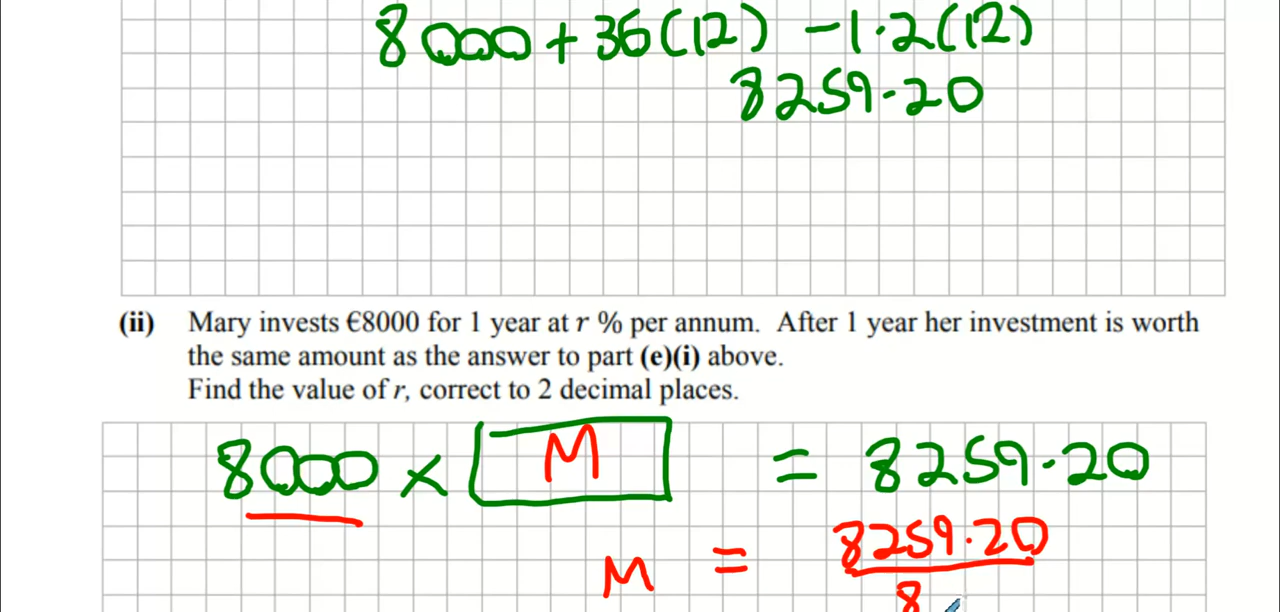 8000 + 36(12) - 1.2(12)
8259.20
(ii) Mary invests €8000 for 1 year at r % per annum. After 1 year her investment is worth
the same amount as the answer to part (e)(i) above.
Find the value of r, correct to 2 decimal places.
8000 × M = 8259.20
8259.20
M =
8